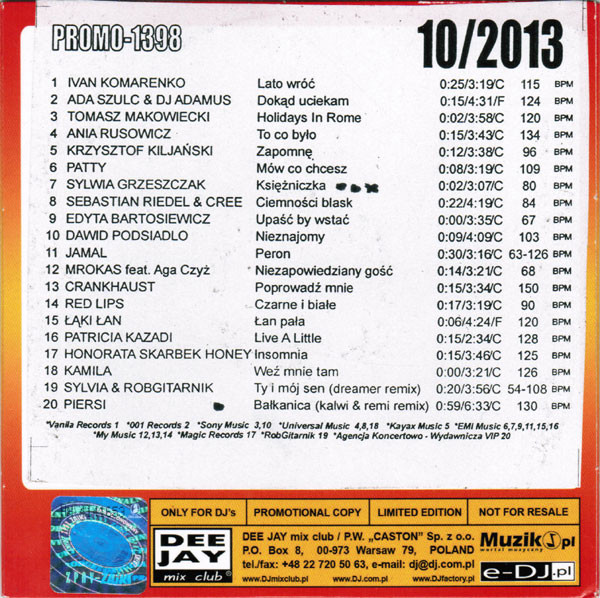 PROMO-1398 10/2013
1 IVAN KOMARENKO Lato wróć 0:25/3:19/C 115 BPM
2 ADA SZULC & DJ ADAMUS Dokąd uciekam 0:15/4:31/F 124 BPM
3 TOMASZ MAKOWIECKI Holidays In Rome 0:02/3:58/C 120 BPM
4 ANIA RUSOWICZ To co było 0:15/3:43/C 134 BPM
5 KRZYSZTOF KILJAŃSKI Zapomnę 0:12/3:38/C 96 BPM
6 PATTY Mów co chcesz 0:08/3:19/C 109 BPM
7 SYLWIA GRZESZCZAK Księżniczka 0:02/3:07/C 80 BPM
8 SEBASTIAN RIEDEL & CREE Ciemności blask 0:22/4:19/C 84 BPM
9 EDYTA BARTOSIEWICZ Upaść by wstać 0:00/3:35/C 67 BPM
10 DAWID PODSIADŁO Nieznajomy 0:09/4:09/C 103 BPM
11 JAMAL Peron 0:30/3:16/C 63-126 BPM
12 MROKAS feat. Aga Czyż Niezapowiedziany gość 0:14/3:21/C 68 BPM
13 CRANKHAUST Poprowadź mnie 0:15/3:34/C 150 BPM
14 RED LIPS Czarne i białe 0:17/3:19/C 90 BPM
15 ŁĄKI ŁAN Łan pała 0:06/4:24/F 120 BPM
16 PATRICIA KAZADI Live A Little 0:15/2:34/C 128 BPM
17 HONORATA SKARBEK HONEY Insomnia 0:15/3:46/C 125 BPM
18 KAMILA Weź mnie tam 0:00/3:21/C 126 BPM
19 SYLVIA & ROBGITARNIK Ty i mój sen (dreamer remix) 0:20/3:56/C 54-108 BPM
20 PIERSI Bałkanica (kalwi & remi remix) 0:59/6:33/C 130 BPM
*Vanila Records 1 *001 Records 2 *Sony Music 3,10 *Universal Music 4,8,18 *Kayax Music 5 *EMI Music 6,7,9,11,15,16
*My Music 12,13,14 *Magic Records 17 *RobGitarnik 19 *Agencja Koncertowo - Wydawnicza VIP 20
ONLY FOR DJ's PROMOTIONAL COPY LIMITED EDITION NOT FOR RESALE
DEE JAY mix club®
DEE JAY mix club / P.W. „CASTON" Sp. z o.o.
P.O. Box 8, 00-973 Warsaw 79, POLAND
tel./fax: +48 22 720 50 63, e-mail: dj@dj.com.pl
www.DJmixclub.pl www.DJ.com.pl www.DJfactory.pl
Muzik.pl
wortal muzyczny
e-DJ.pl